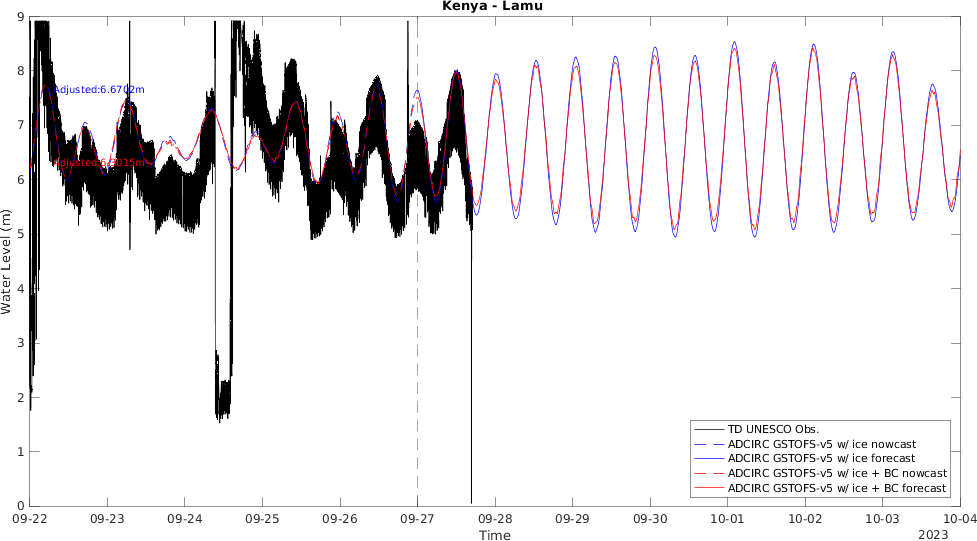 Kenya - Lamu
9
8
7
6
5
4
3
2
1
0
Water Level (m)
Adjusted:6.6702m
09-22
09-23
09-24
09-25
09-26
09-27
09-28
09-29
09-30
10-01
10-02
10-03
10-04
Time
2023
TD UNESCO Obs.
ADCIRC GSTOFS-v5 w/ ice nowcast
ADCIRC GSTOFS-v5 w/ ice forecast
ADCIRC GSTOFS-v5 w/ ice + BC nowcast
ADCIRC GSTOFS-v5 w/ ice + BC forecast